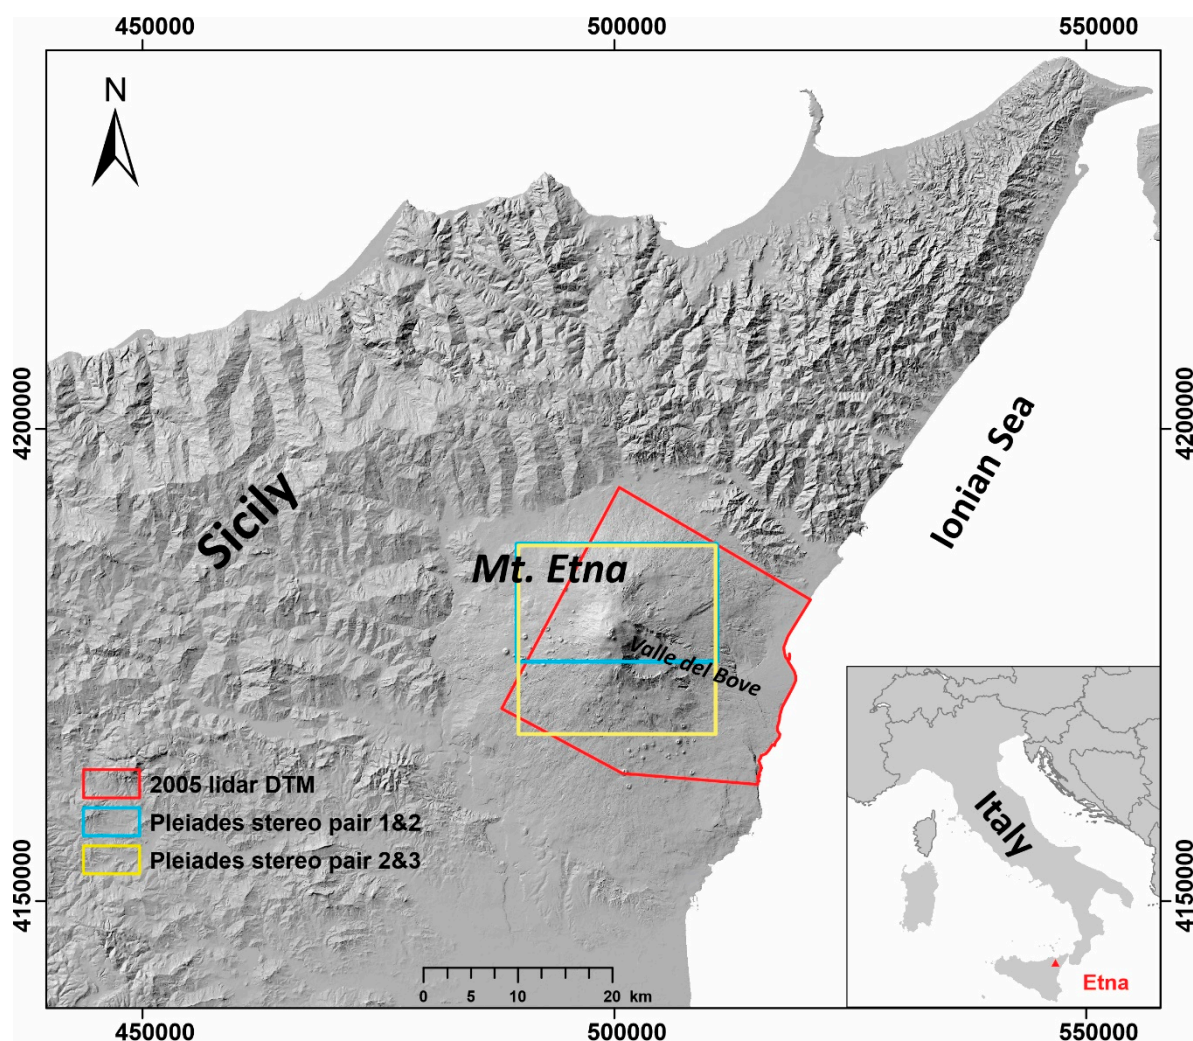 450000 500000 550000
N
4200000
4200000
Sicily
Ionian Sea
Mt. Etna
Valle del Bove
2005 lidar DTM
Pleiades stereo pair 1&2
Pleiades stereo pair 2&3
Italy
4150000
4150000
Etna
0 5 10 20 km
450000 500000 550000